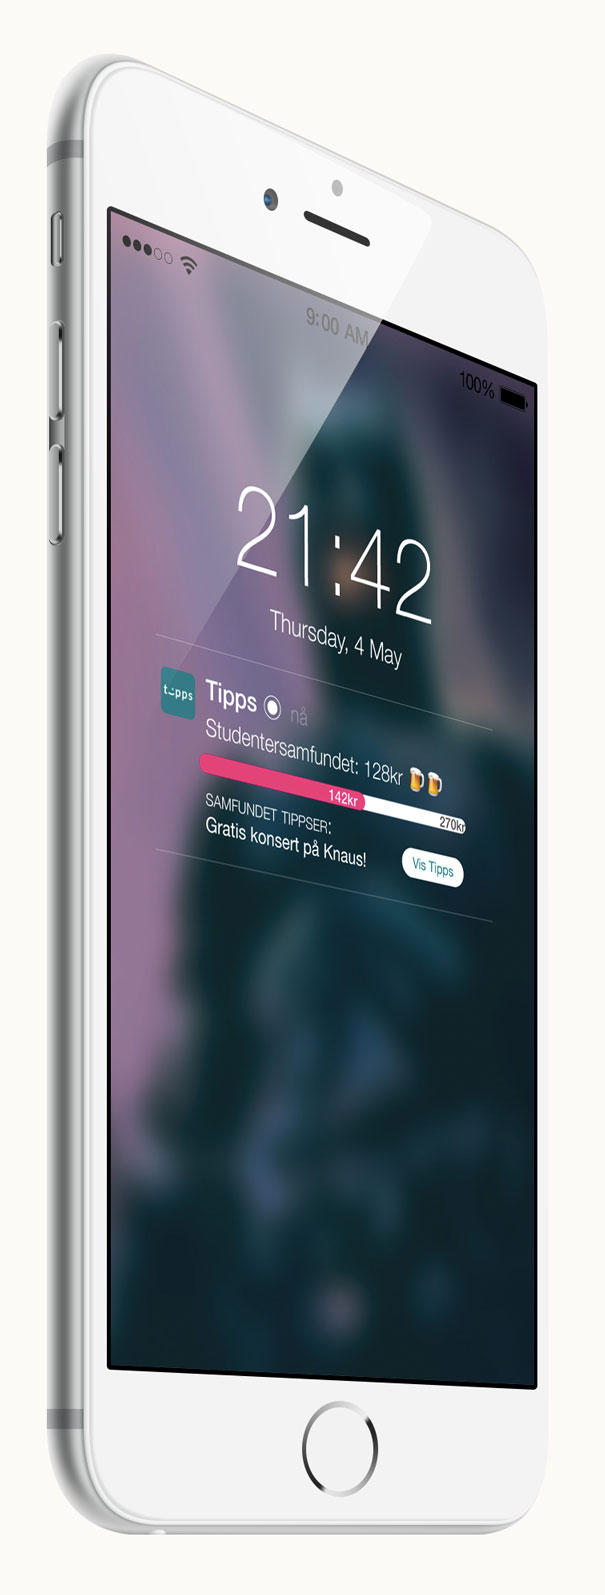 9:00 AM
100%
21:42
Thursday, 4 May
tipps
Tipps nå
Studentersamfundet: 128kr 🍻🍻
142kr
270kr
SAMFUNDET TIPPSER:
Gratis konsert på Knaus!
Vis Tipps